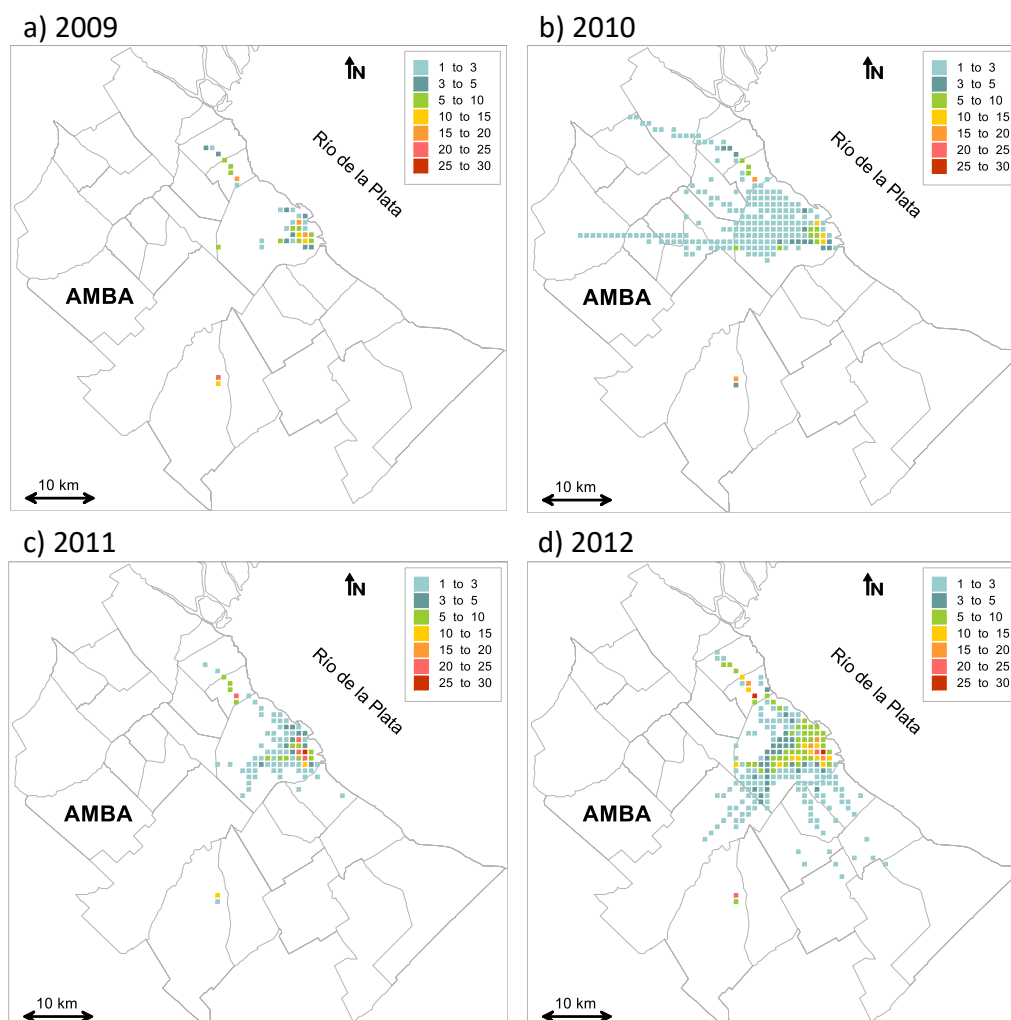 a) 2009
1 to 3
3 to 5
5 to 10
10 to 15
15 to 20
20 to 25
25 to 30
N
Río de la Plata
AMBA
10 km
b) 2010
1 to 3
3 to 5
5 to 10
10 to 15
15 to 20
20 to 25
25 to 30
N
Río de la Plata
AMBA
10 km
c) 2011
1 to 3
3 to 5
5 to 10
10 to 15
15 to 20
20 to 25
25 to 30
N
Río de la Plata
AMBA
10 km
d) 2012
1 to 3
3 to 5
5 to 10
10 to 15
15 to 20
20 to 25
25 to 30
N
Río de la Plata
AMBA
10 km